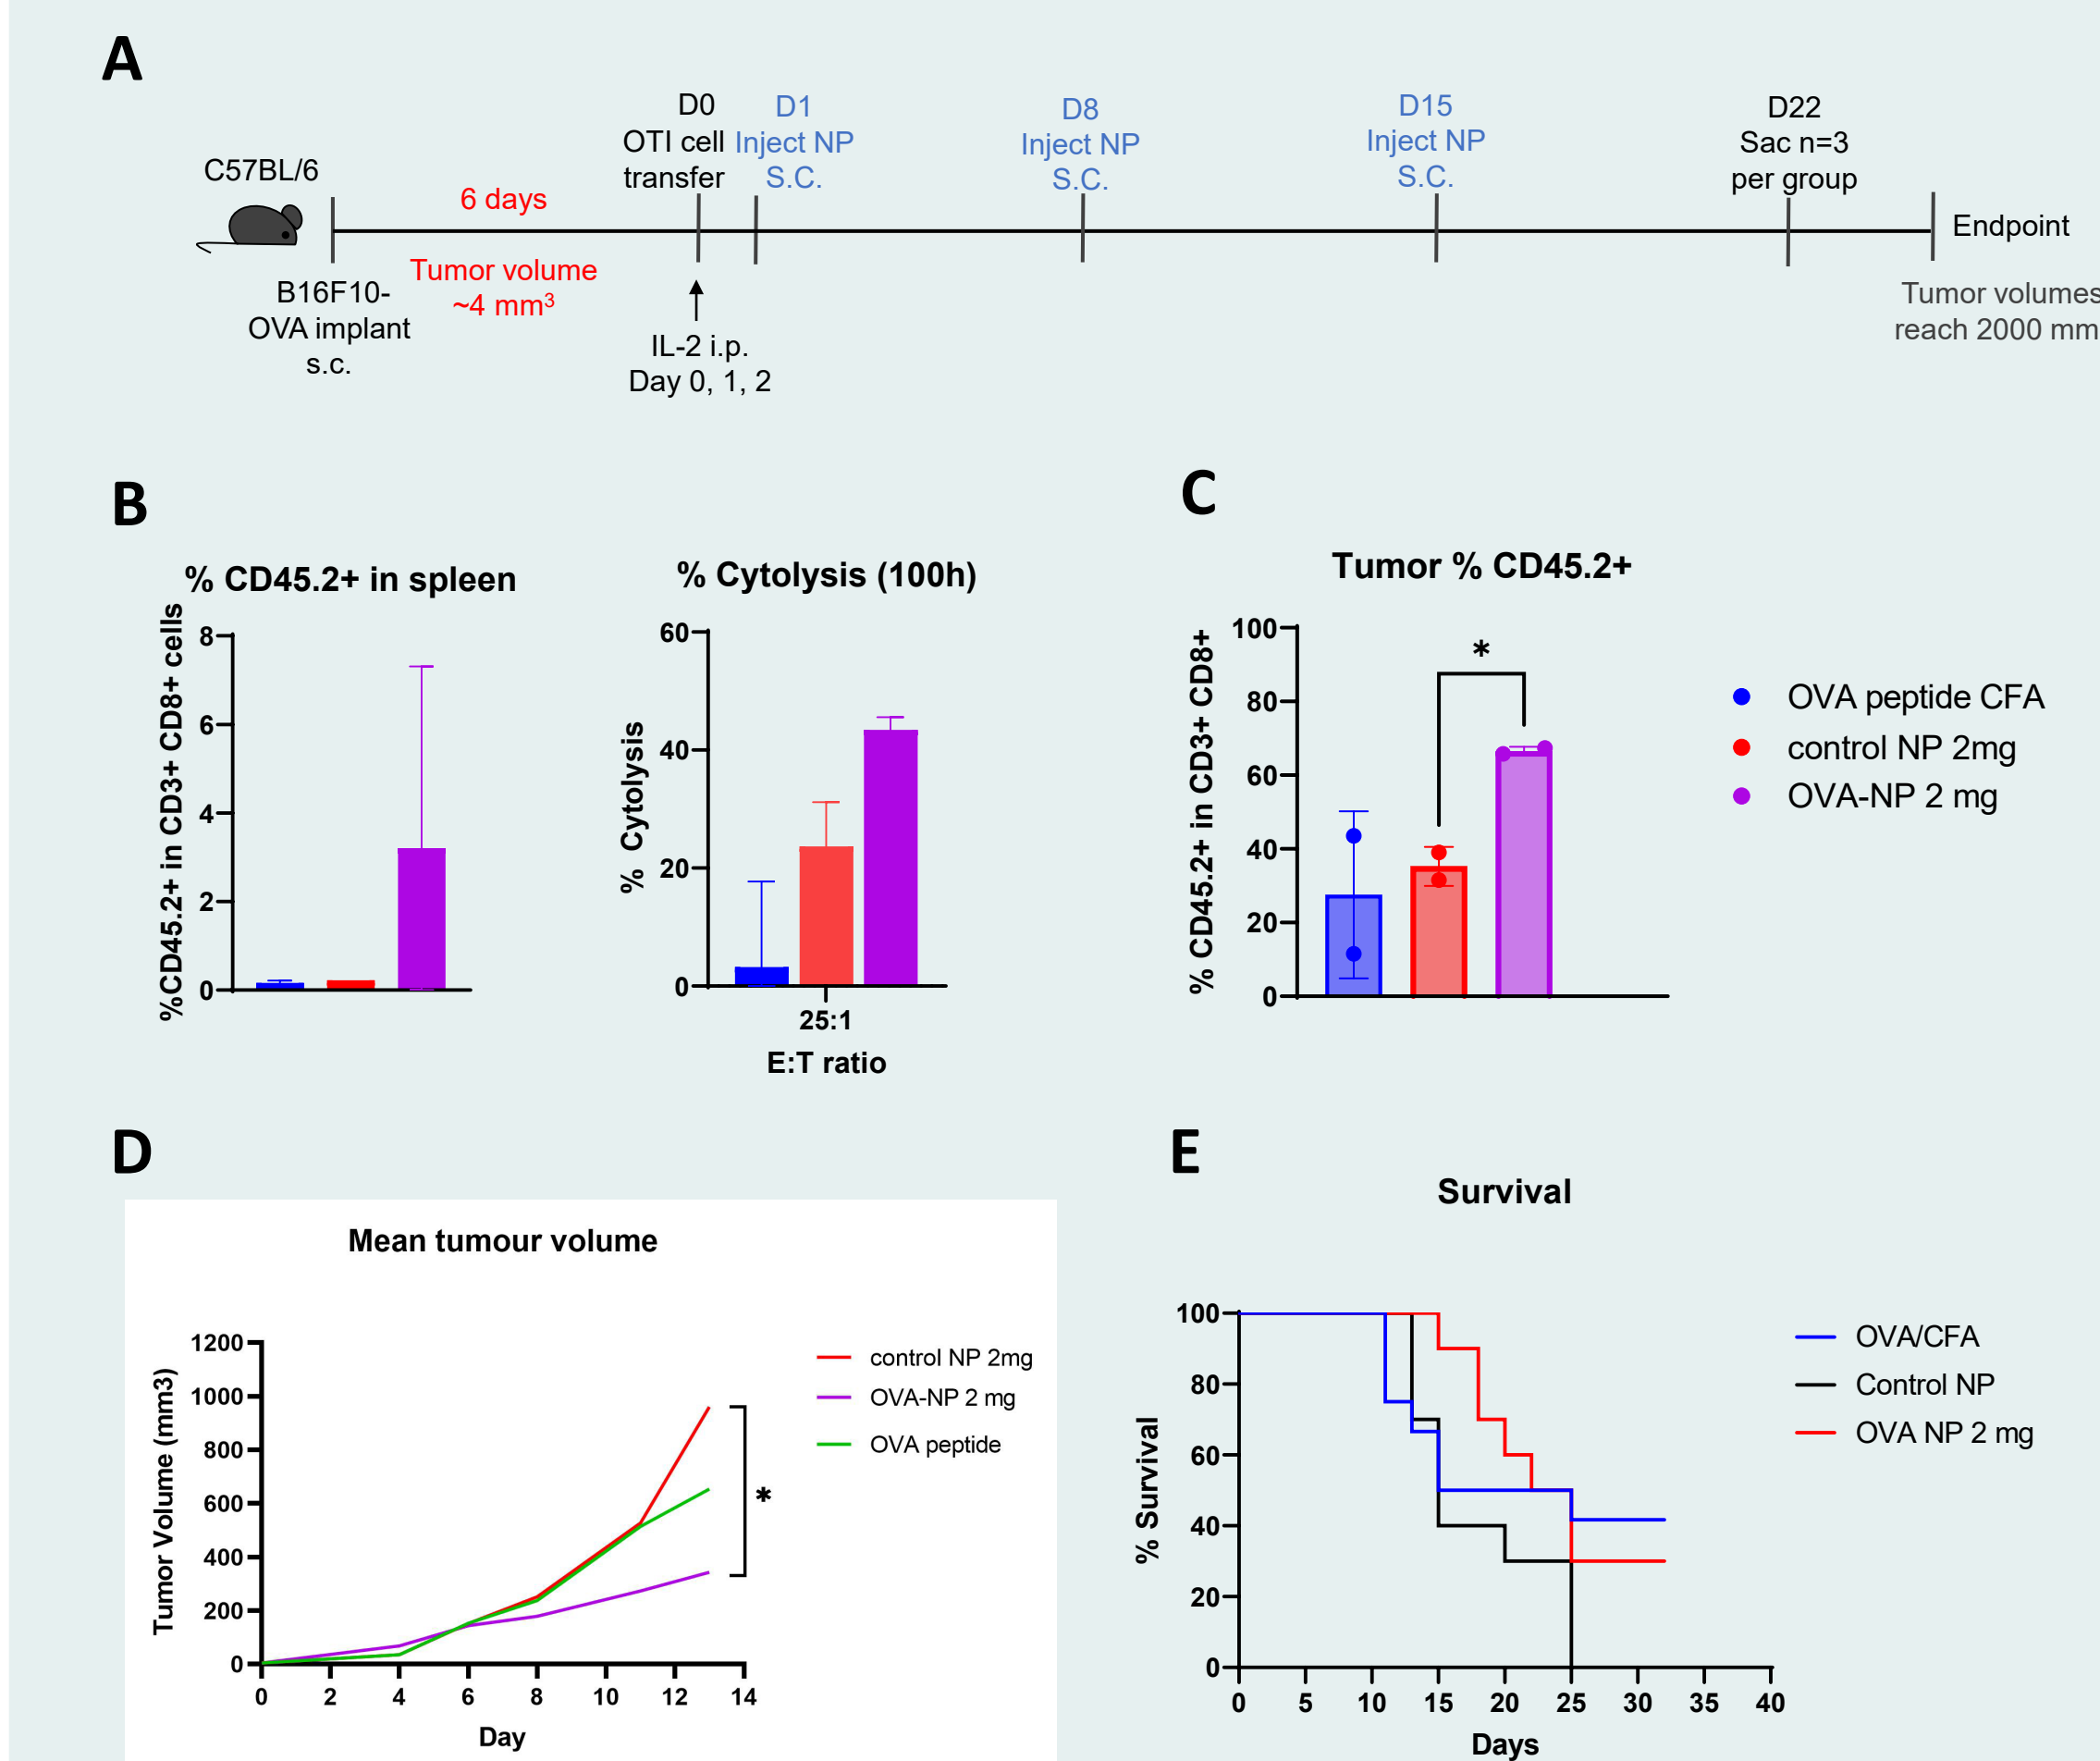 A
C57BL/6
B16F10-
OVA implant
s.c.
6 days
Tumor volume
~4 mm³
D0
OTI cell
transfer
IL-2 i.p.
Day 0, 1, 2
D1
Inject NP
S.C.
D8
Inject NP
S.C.
D15
Inject NP
S.C.
D22
Sac n=3
per group
Endpoint
Tumor volumes
reach 2000 mm
B
% CD45.2+ in spleen
%CD45.2+ in CD3+ CD8+ cells
8
6
4
2
0
% Cytolysis (100h)
% Cytolysis
60
40
20
0
25:1
E:T ratio
C
Tumor % CD45.2+
% CD45.2+ in CD3+ CD8+
100
80
60
40
20
0
*
OVA peptide CFA
control NP 2mg
OVA-NP 2 mg
D
Mean tumour volume
Tumor Volume (mm3)
1200
1000
800
600
400
200
0
0 2 4 6 8 10 12 14
Day
control NP 2mg
OVA-NP 2 mg
OVA peptide
*
E
Survival
% Survival
100
80
60
40
20
0
0 5 10 15 20 25 30 35 40
Days
OVA/CFA
Control NP
OVA NP 2 mg